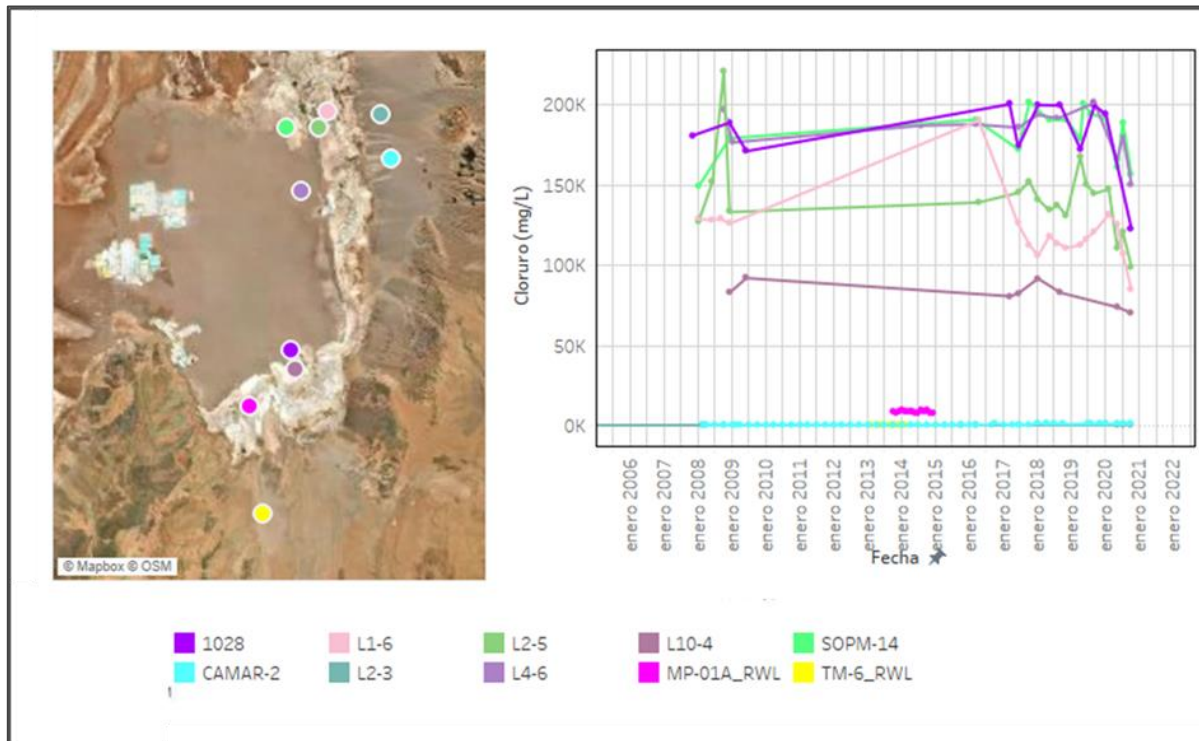 © Mapbox © OSM
Cloruro (mg/L)
200K
150K
100K
50K
0K
enero 2006
enero 2007
enero 2008
enero 2009
enero 2010
enero 2011
enero 2012
enero 2013
enero 2014
enero 2015
enero 2016
enero 2017
enero 2018
enero 2019
enero 2020
enero 2021
enero 2022
Fecha
1028 L1-6 L2-5 L10-4 SOPM-14
CAMAR-2 L2-3 L4-6 MP-01A_RWL TM-6_RWL